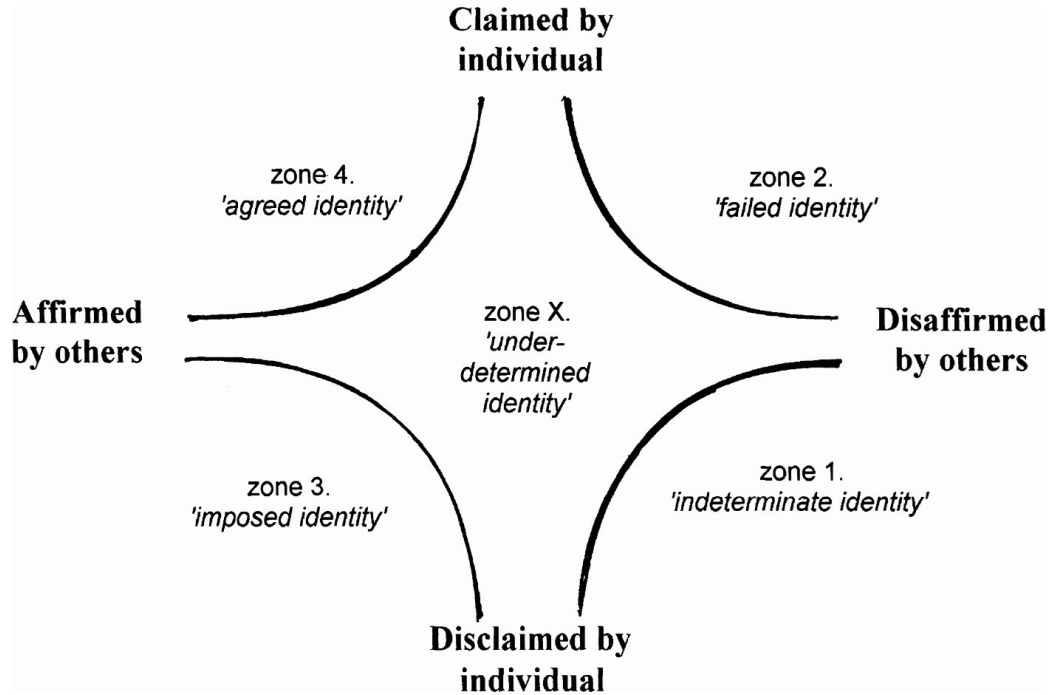 Claimed by
individual
zone 4.
'agreed identity'
zone 2.
'failed identity'
Affirmed
by others
zone X.
'under-
determined
identity'
Disaffirmed
by others
zone 3.
'imposed identity'
zone 1.
'indeterminate identity'
Disclaimed by
individual